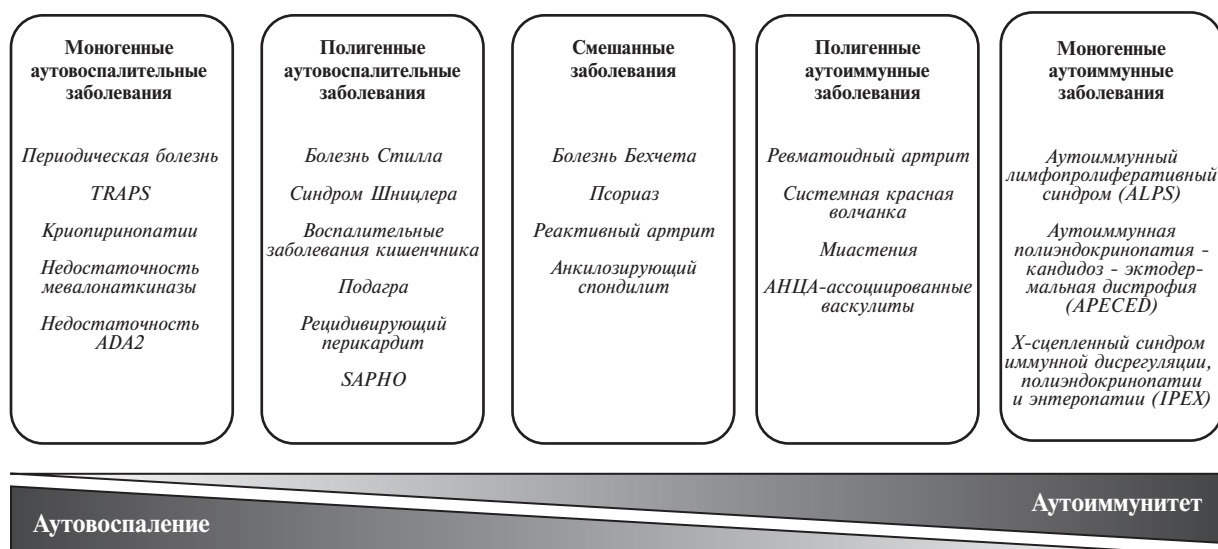 Моногенные
аутовоспалительные
заболевания
Периодическая болезнь
TRAPS
Криопиринопатии
Недостаточность
мевалонаткиназы
Недостаточность
ADA2
Полигенные
аутовоспалительные
заболевания
Болезнь Стилла
Синдром Шницлера
Воспалительные
заболевания кишенчника
Подагра
Рецидивирующий
перикардит
SAPHO
Смешанные
заболевания
Болезнь Бехчета
Псориаз
Реактивный артрит
Анкилозирующий
спондилит
Полигенные
аутоиммунные
заболевания
Ревматоидный артрит
Системная красная
волчанка
Миастения
АНЦА-ассоциированные
васкулиты
Моногенные
аутоиммунные
заболевания
Аутоиммунный
лимфопролиферативный
синдром (ALPS)
Аутоиммунная
полиэндокринопатия -
кандидоз - эктодер-
мальная дистрофия
(APECED)
Х-сцепленный синдром
иммунной дисрегуляции,
полиэндокринопатии
и энтеропатии (IPEX)
Аутоиммунитет
Аутовоспаление